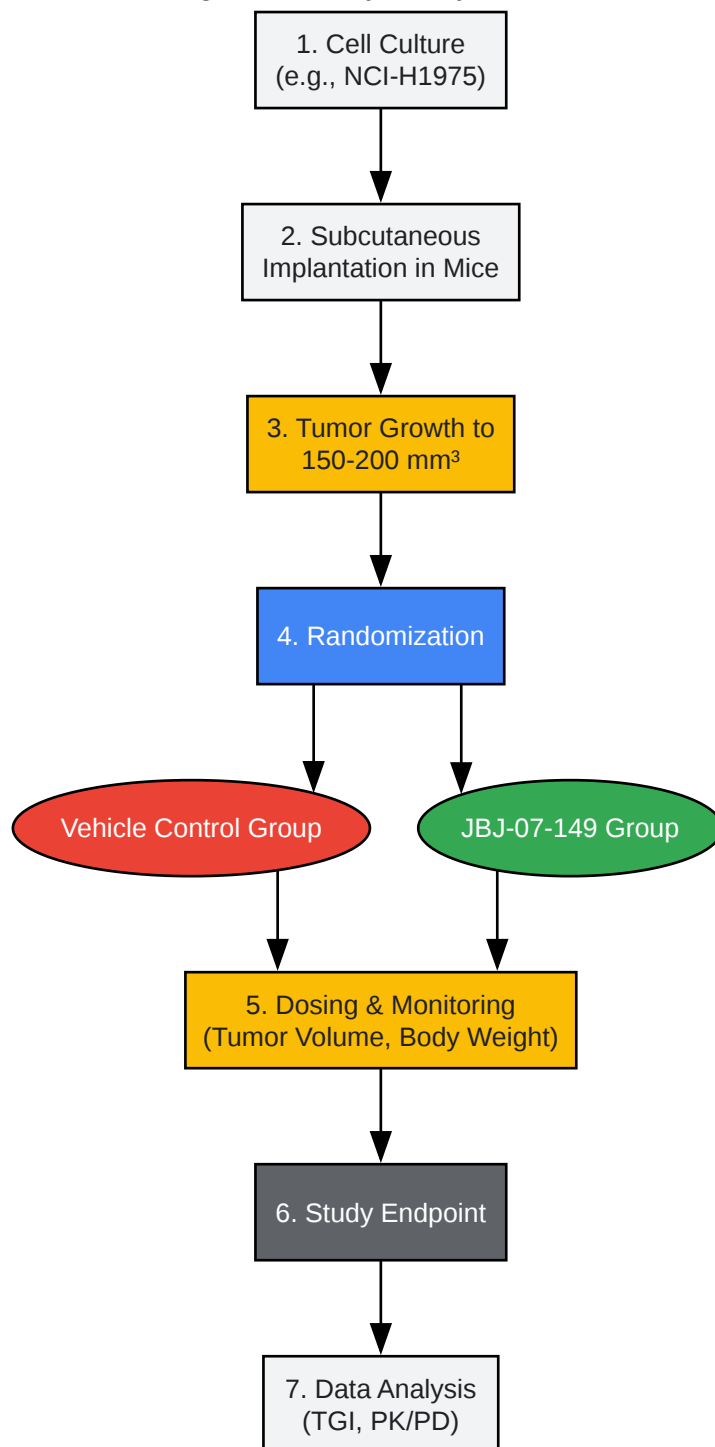 1. Cell Culture
(e.g., NCI-H1975)
2. Subcutaneous
Implantation in Mice
3. Tumor Growth to
150-200 mm³
4. Randomization
Vehicle Control Group
JBJ-07-149 Group
5. Dosing & Monitoring
(Tumor Volume, Body Weight)
6. Study Endpoint
7. Data Analysis
(TGI, PK/PD)